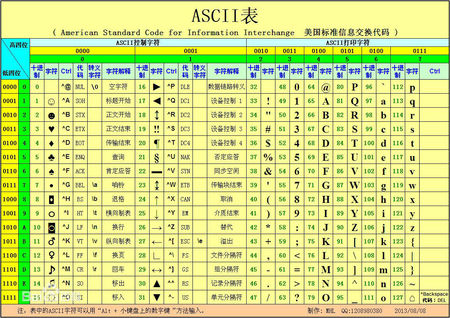 ASCII表
( American Standard Code for Information Interchange 美国标准信息交换代码 )
高四位 ASCII控制字符 ASCII打印字符
0000 0001 0010 0011 0100 0101 0110 0111
0 1 2 3 4 5 6 7
低四位 十进制 字符 Ctrl 代码 转义字符 字符解释 十进制 字符 Ctrl 代码 转义字符 字符解释 十进制 字符 十进制 字符 十进制 字符 十进制 字符 十进制 字符 十进制 字符 Ctrl
0000 0 0 ^@ NUL \0 空字符 16 ► ^P DLE 数据链路转义 32 48 0 64 @ 80 P 96 ` 112 p
0001 1 1 ☺ ^A SOH 标题开始 17 ◄ ^Q DC1 设备控制 1 33 ! 49 1 65 A 81 Q 97 a 113 q
0010 2 2 ☻ ^B STX 正文开始 18 ↕ ^R DC2 设备控制 2 34 " 50 2 66 B 82 R 98 b 114 r
0011 3 3 ♥ ^C ETX 正文结束 19 ‼ ^S DC3 设备控制 3 35 # 51 3 67 C 83 S 99 c 115 s
0100 4 4 ♦ ^D EOT 传输结束 20 ¶ ^T DC4 设备控制 4 36 $ 52 4 68 D 84 T 100 d 116 t
0101 5 5 ♣ ^E ENQ 查询 21 § ^U NAK 否定应答 37 % 53 5 69 E 85 U 101 e 117 u
0110 6 6 ♠ ^F ACK 肯定应答 22 ▬ ^V SYN 同步空闲 38 & 54 6 70 F 86 V 102 f 118 v
0111 7 7 • ^G BEL \a 响铃 23 ↨ ^W ETB 传输块结束 39 ' 55 7 71 G 87 W 103 g 119 w
1000 8 8 ◘ ^H BS \b 退格 24 ↑ ^X CAN 取消 40 ( 56 8 72 H 88 X 104 h 120 x
1001 9 9 ○ ^I HT \t 横向制表 25 ↓ ^Y EM 介质结束 41 ) 57 9 73 I 89 Y 105 i 121 y
1010 A 10 ◙ ^J LF \n 换行 26 → ^Z SUB 替代 42 * 58 : 74 J 90 Z 106 j 122 z
1011 B 11 ♂ ^K VT \v 纵向制表 27 ← ^[ ESC \e 溢出 43 + 59 ; 75 K 91 [ 107 k 123 {
1100 C 12 ♀ ^L FF \f 换页 28 ∟ ^\ FS 文件分隔符 44 , 60 < 76 L 92 \ 108 l 124 |
1101 D 13 ♪ ^M CR \r 回车 29 ↔ ^] GS 组分隔符 45 - 61 = 77 M 93 ] 109 m 125 }
1110 E 14 ♫ ^N SO 移出 30 ▲ ^^ RS 记录分隔符 46 . 62 > 78 N 94 ^ 110 n 126 ~
1111 15 ☼ ^O SI 移入 31 ▼ ^_ US 单元分隔符 47 / 63 ? 79 O 95 _ 111 o 127 ⌂ ^Backspace 代码：DEL
注：表中的ASCII字符可以用 "Alt + 小键盘上的数字键" 方法输入。 制作：MHL QQ:1208980380 2013/08/08